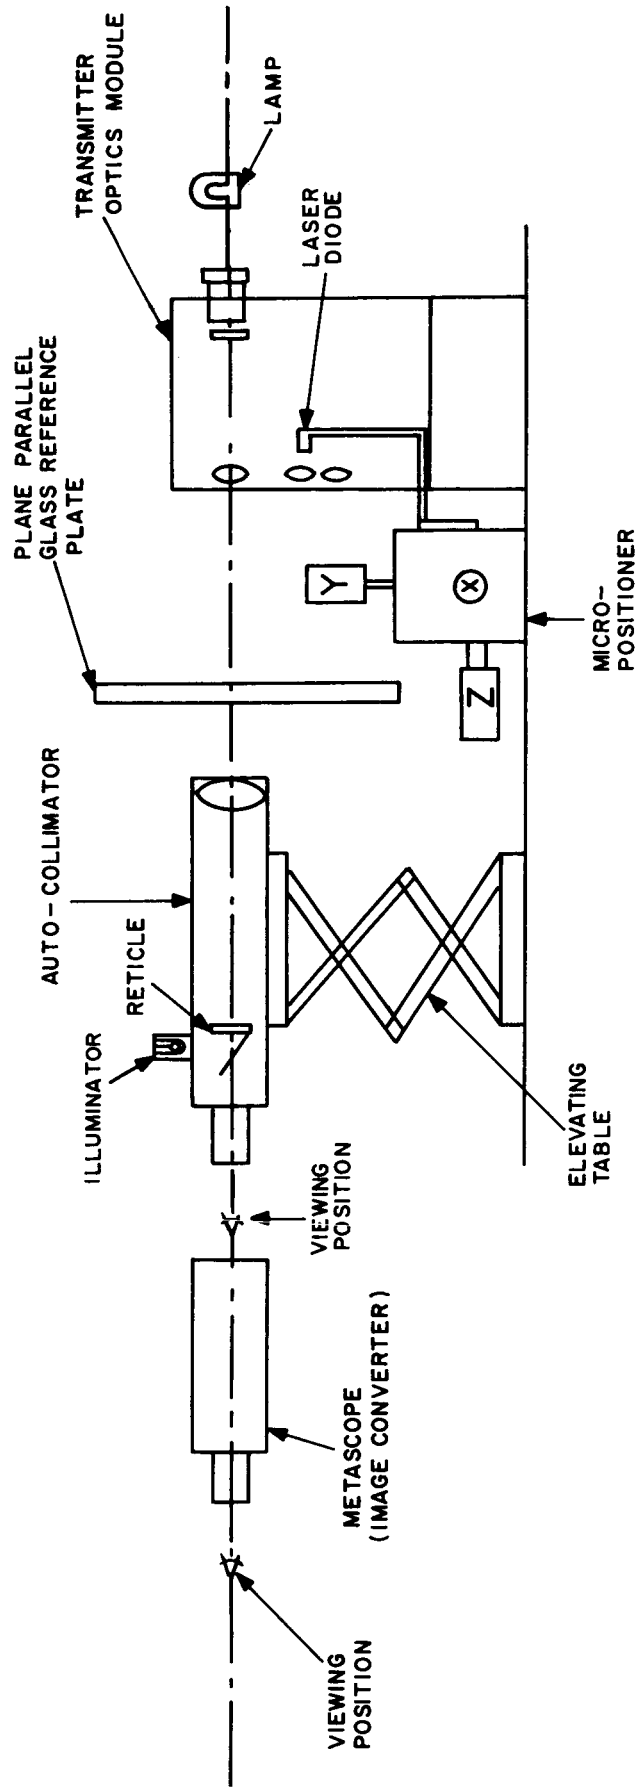 TRANSMITTER
OPTICS MODULE
LAMP
PLANE PARALLEL
GLASS REFERENCE
PLATE
LASER
DIODE
Y
X
Z
MICRO-
POSITIONER
AUTO-COLLIMATOR
RETICLE
ILLUMINATOR
ELEVATING
TABLE
VIEWING
POSITION
METASCOPE
(IMAGE CONVERTER)
VIEWING
POSITION